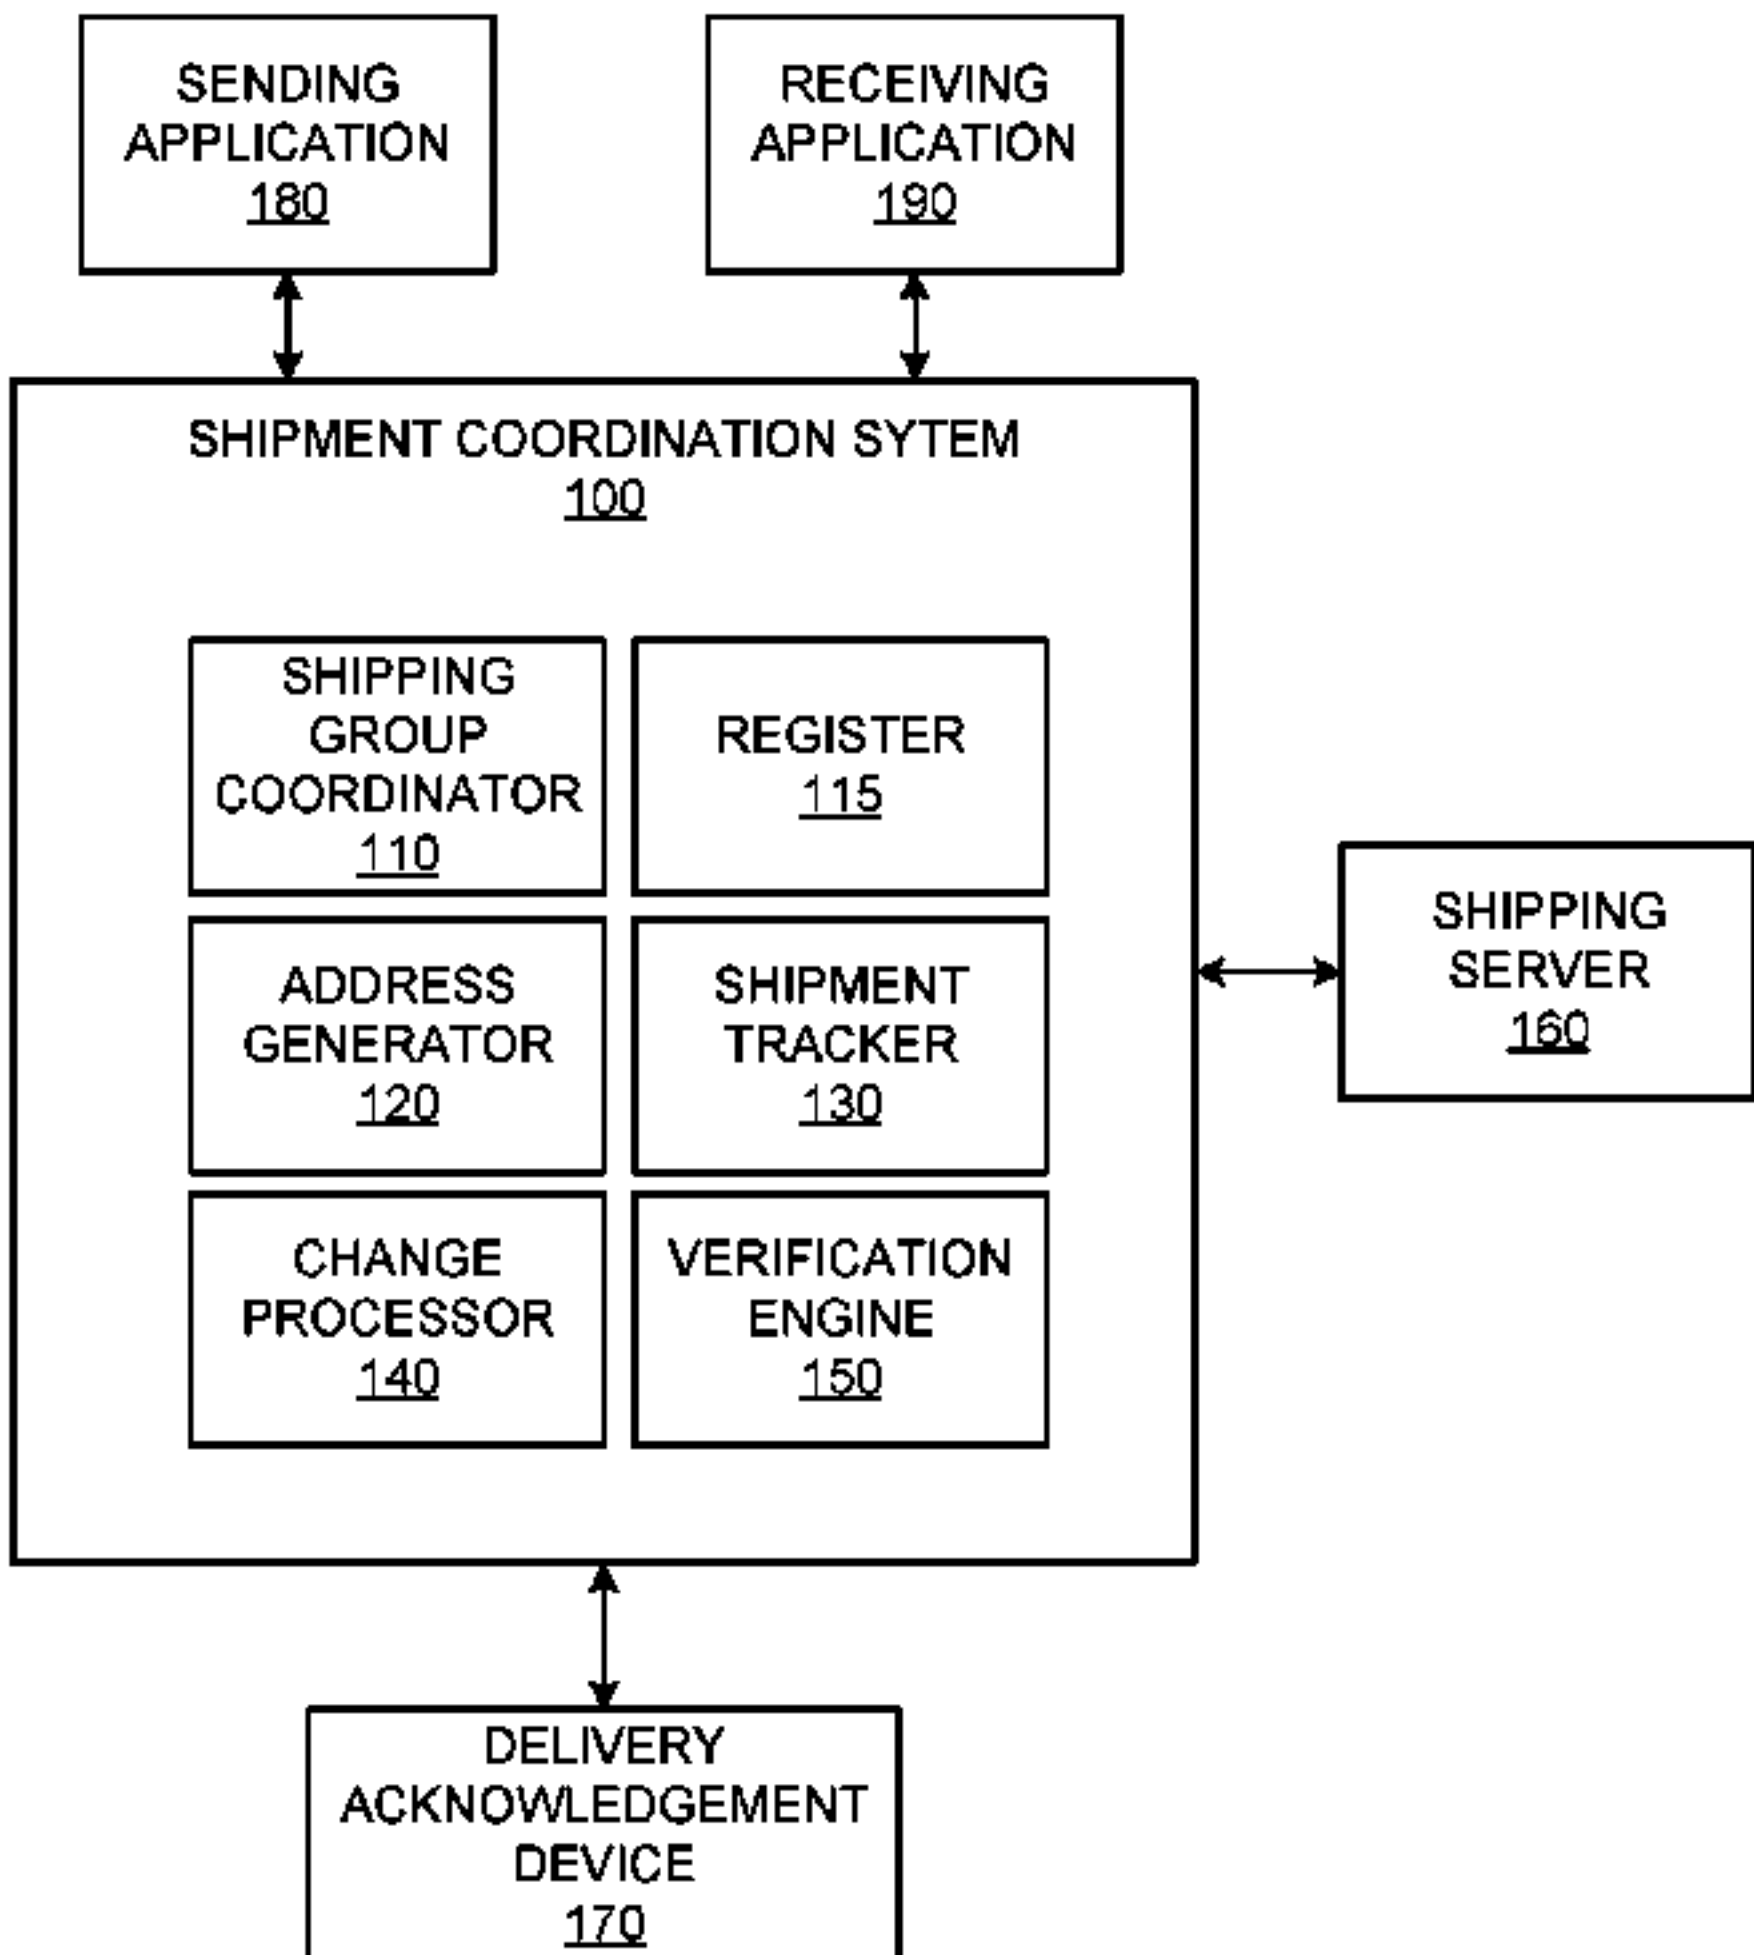 SENDING
APPLICATION
180
RECEIVING
APPLICATION
190
SHIPMENT COORDINATION SYTEM
100
SHIPPING
GROUP
COORDINATOR
110
REGISTER
115
ADDRESS
GENERATOR
120
SHIPMENT
TRACKER
130
CHANGE
PROCESSOR
140
VERIFICATION
ENGINE
150
SHIPPING
SERVER
160
DELIVERY
ACKNOWLEDGEMENT
DEVICE
170